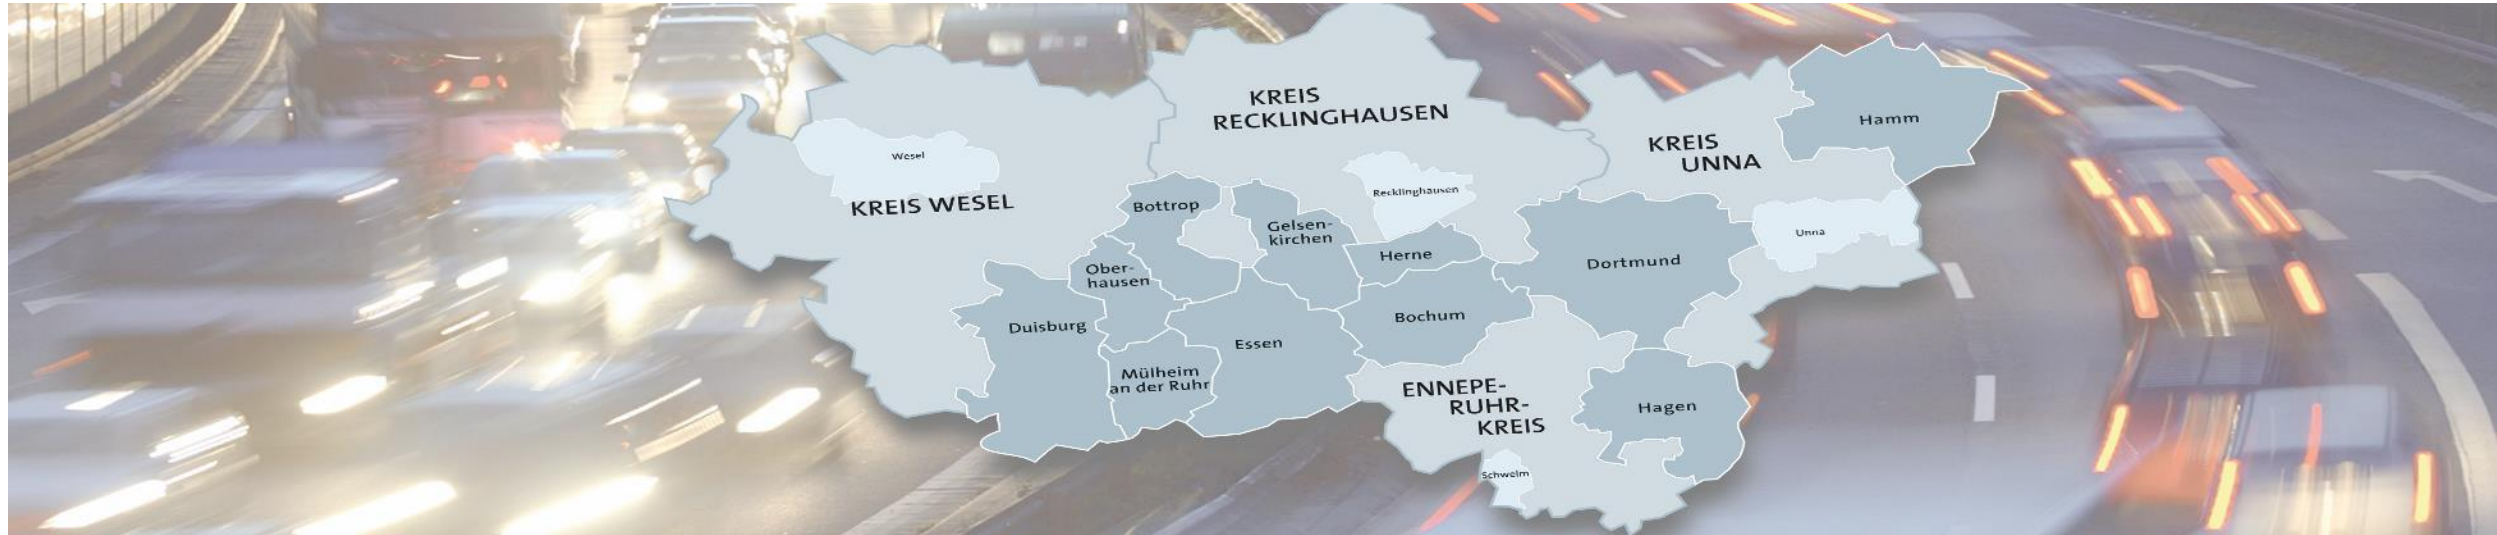 KREIS
RECKLINGHAUSEN
KREIS
UNNA
Hamm
Wesel
KREIS WESEL
Recklinghausen
Bottrop
Gelsen-
kirchen
Herne
Unna
Dortmund
Ober-
hausen
Duisburg
Essen
Bochum
Mülheim
an der Ruhr
ENNEPE-
RUHR-
KREIS
Hagen
Schwelm